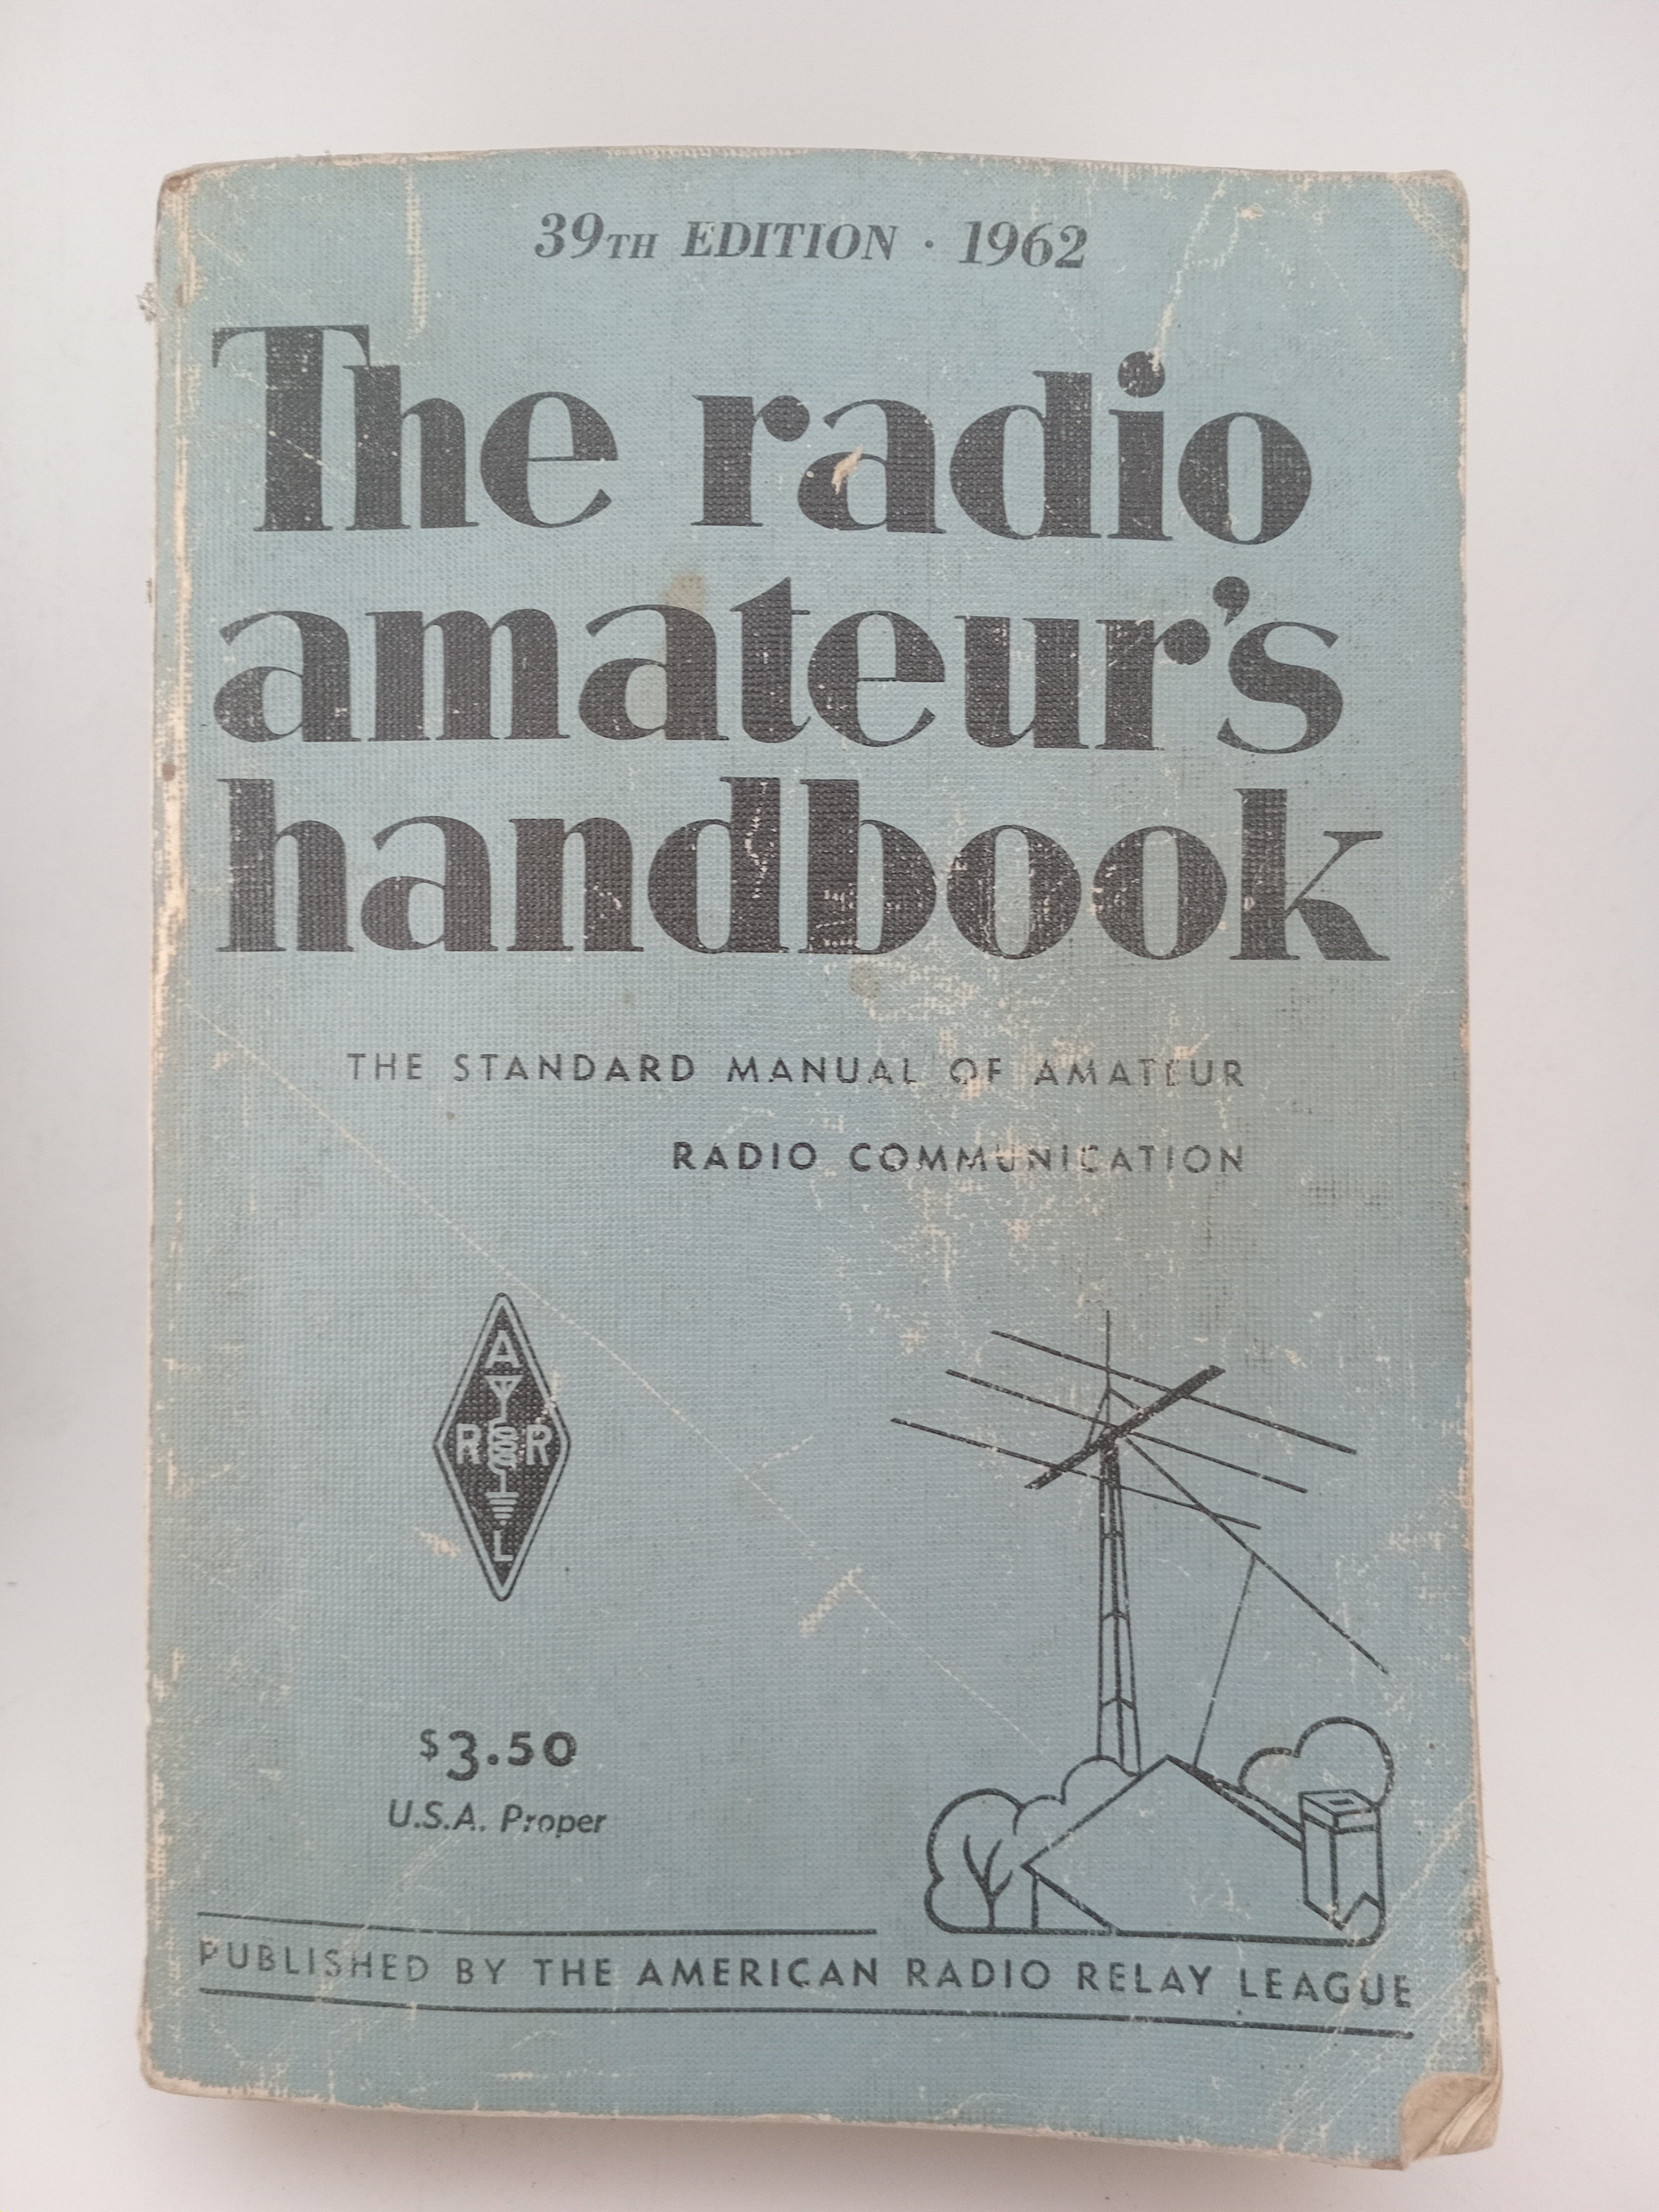 39TH EDITION · 1962
The radio
amateur's
handbook
THE STANDARD MANUAL OF AMATEUR
RADIO COMMUNICATION
A
R R
L
$3.50
U.S.A. Proper
PUBLISHED BY THE AMERICAN RADIO RELAY LEAGUE